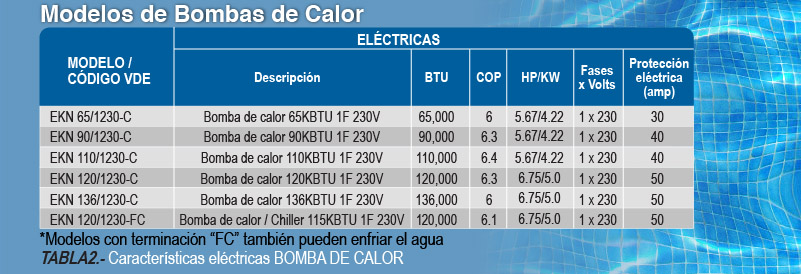 Modelos de Bombas de Calor
ELÉCTRICAS
MODELO / CÓDIGO VDE Descripción BTU COP HP/KW Fases x Volts Protección eléctrica (amp)
EKN 65/1230-C Bomba de calor 65KBTU 1F 230V 65,000 6 5.67/4.22 1 x 230 30
EKN 90/1230-C Bomba de calor 90KBTU 1F 230V 90,000 6.3 5.67/4.22 1 x 230 40
EKN 110/1230-C Bomba de calor 110KBTU 1F 230V 110,000 6.4 5.67/4.22 1 x 230 40
EKN 120/1230-C Bomba de calor 120KBTU 1F 230V 120,000 6.3 6.75/5.0 1 x 230 50
EKN 136/1230-C Bomba de calor 136KBTU 1F 230V 136,000 6 6.75/5.0 1 x 230 50
EKN 120/1230-FC Bomba de calor / Chiller 115KBTU 1F 230V 120,000 6.1 6.75/5.0 1 x 230 50
*Modelos con terminación “FC” también pueden enfriar el agua
TABLA2.- Características eléctricas BOMBA DE CALOR